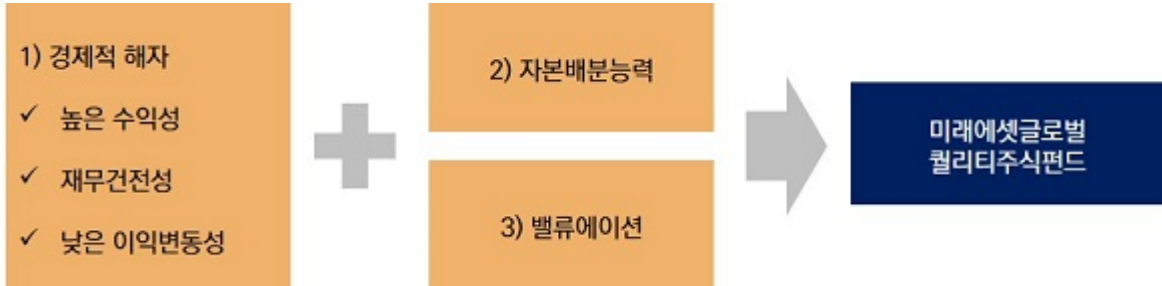 1) 경제적 해자
✓ 높은 수익성
✓ 재무건전성
✓ 낮은 이익변동성
2) 자본배분능력
3) 밸류에이션
미래에셋글로벌
퀄리티주식펀드